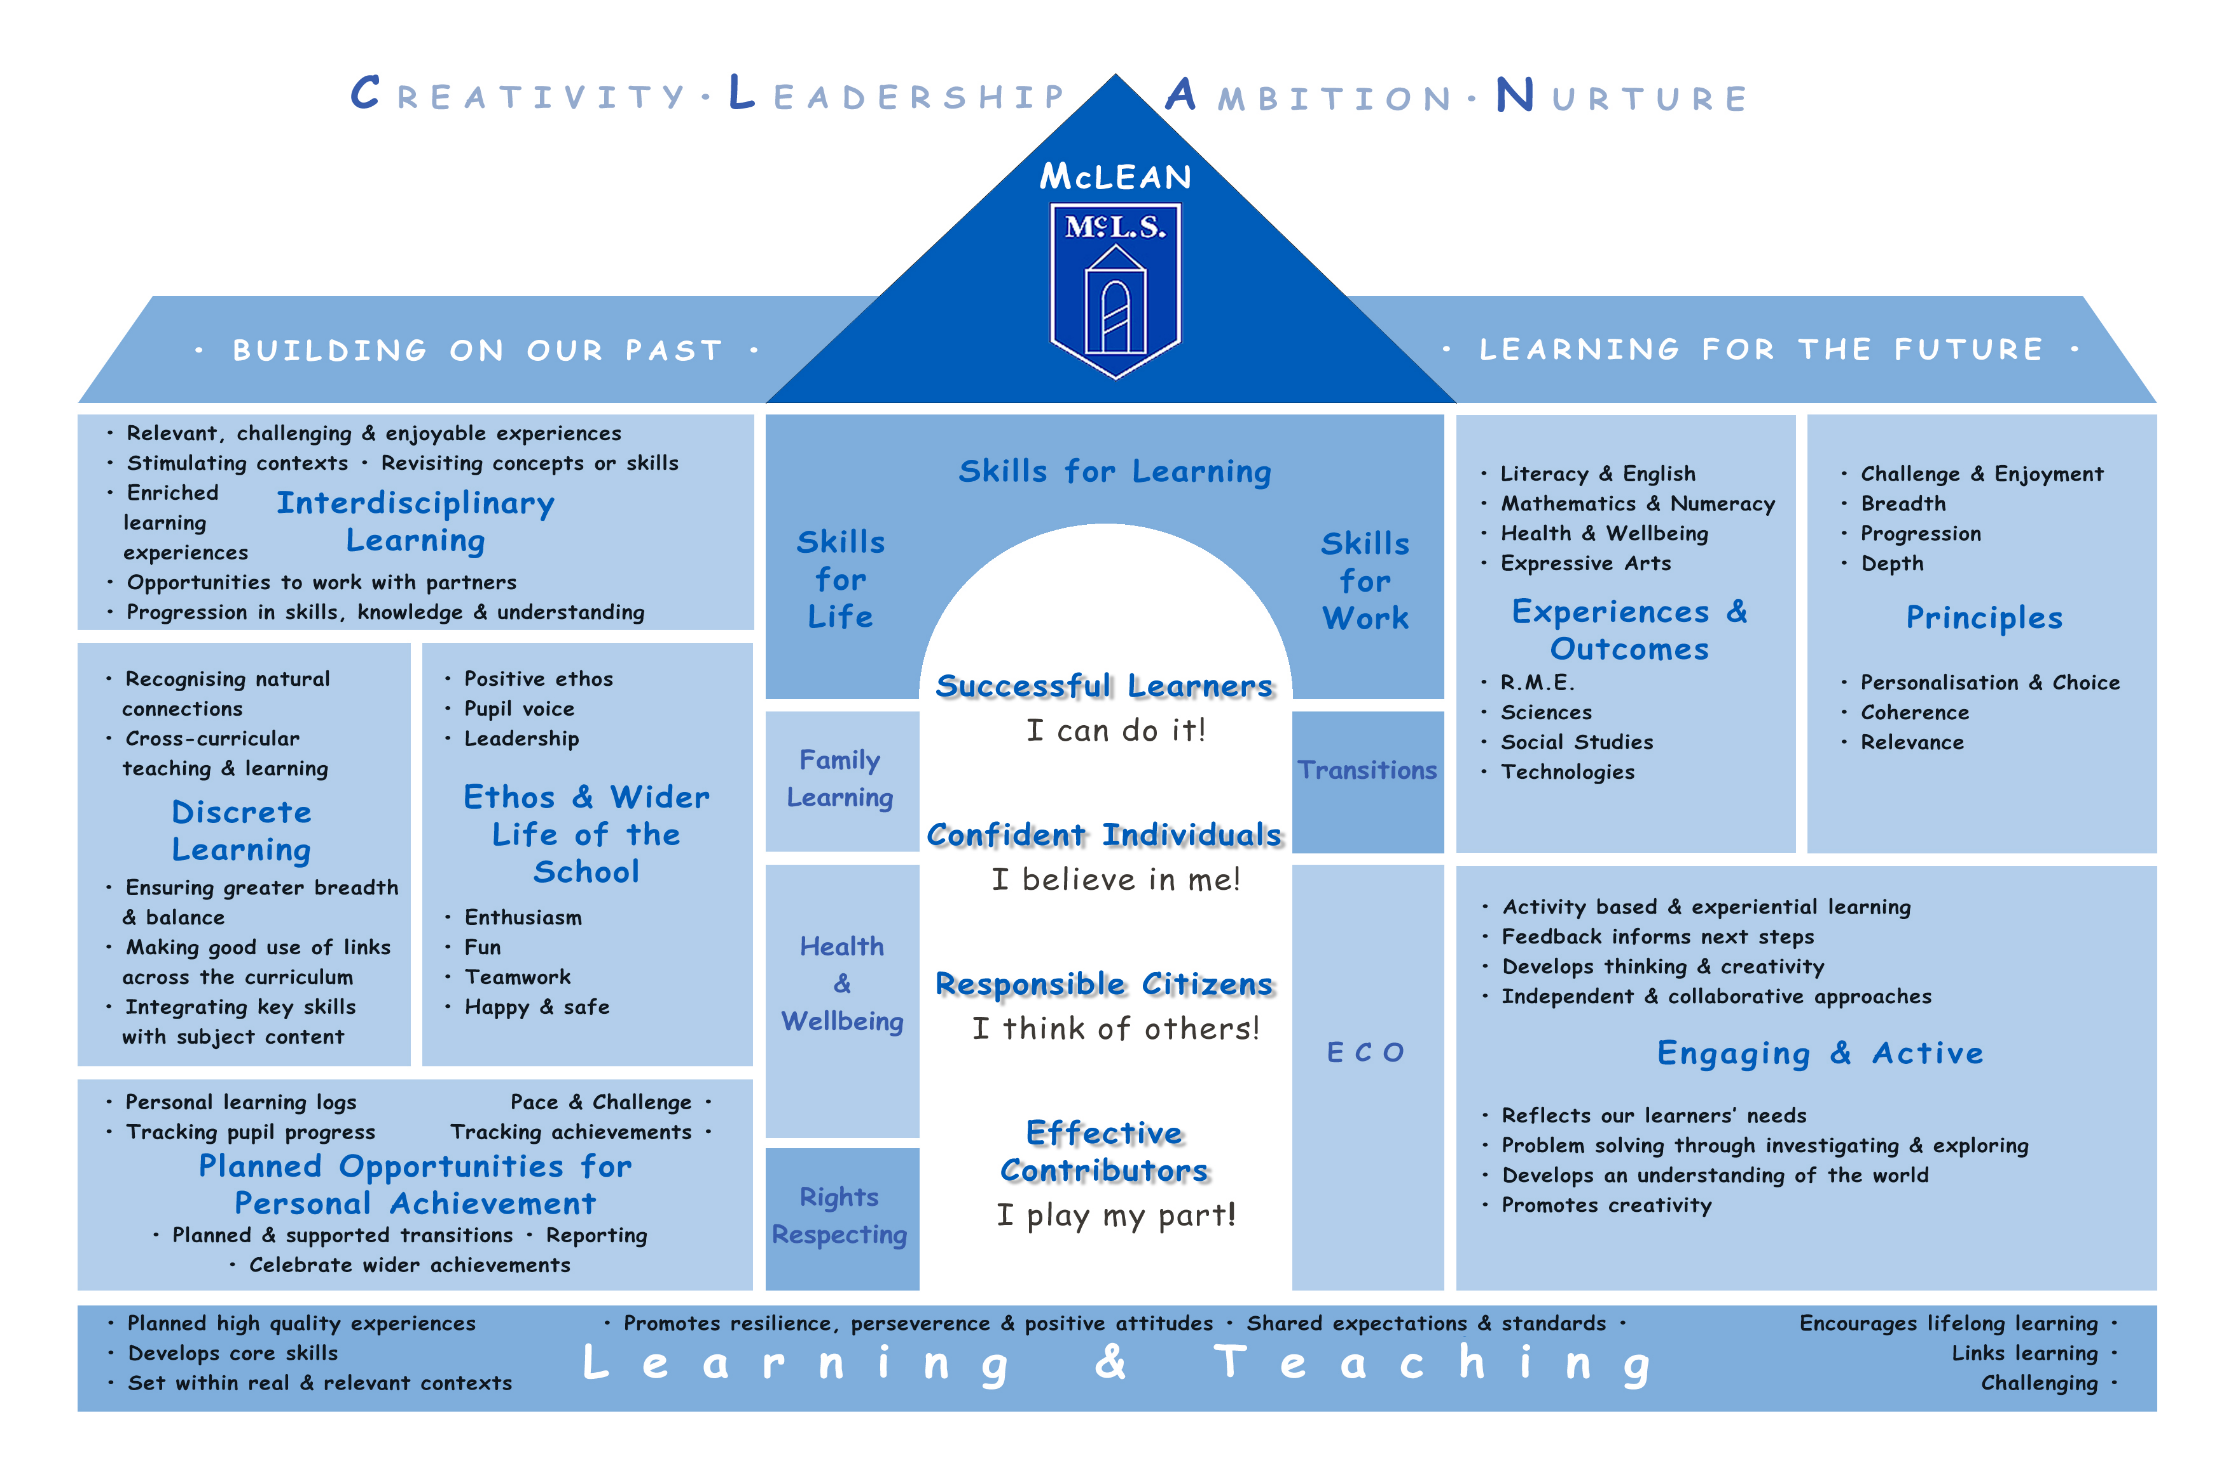 CREATIVITY · LEADERSHIP AMBITION · NURTURE
McLEAN
McL.S.
· BUILDING ON OUR PAST ·
· LEARNING FOR THE FUTURE ·
· Relevant, challenging & enjoyable experiences
· Stimulating contexts · Revisiting concepts or skills
· Enriched
learning
experiences
Interdisciplinary
Learning
· Opportunities to work with partners
· Progression in skills, knowledge & understanding
· Recognising natural
connections
· Cross-curricular
teaching & learning
Discrete
Learning
· Ensuring greater breadth
& balance
· Making good use of links
across the curriculum
· Integrating key skills
with subject content
· Positive ethos
· Pupil voice
· Leadership
Ethos & Wider
Life of the
School
· Enthusiasm
· Fun
· Teamwork
· Happy & safe
· Personal learning logs
Pace & Challenge ·
· Tracking pupil progress
Tracking achievements ·
Planned Opportunities for
Personal Achievement
· Planned & supported transitions · Reporting
· Celebrate wider achievements
Skills for Learning
Skills
for
Life
Skills
for
Work
Family
Learning
Health
&
Wellbeing
Rights
Respecting
Successful Learners
I can do it!
Confident Individuals
I believe in me!
Responsible Citizens
I think of others!
Effective
Contributors
I play my part!
Transitions
ECO
· Literacy & English
· Mathematics & Numeracy
· Health & Wellbeing
· Expressive Arts
Experiences &
Outcomes
· R.M.E.
· Sciences
· Social Studies
· Technologies
· Challenge & Enjoyment
· Breadth
· Progression
· Depth
Principles
· Personalisation & Choice
· Coherence
· Relevance
· Activity based & experiential learning
· Feedback informs next steps
· Develops thinking & creativity
· Independent & collaborative approaches
Engaging & Active
· Reflects our learners' needs
· Problem solving through investigating & exploring
· Develops an understanding of the world
· Promotes creativity
· Planned high quality experiences
· Develops core skills
· Set within real & relevant contexts
· Promotes resilience, perseverence & positive attitudes · Shared expectations & standards ·
Learning & Teaching
Encourages lifelong learning ·
Links learning ·
Challenging ·